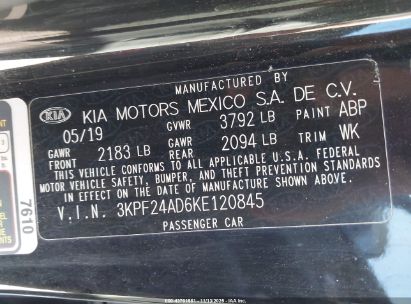 MANUFACTURED BY
KIA KIA MOTORS MEXICO S.A. DE C.V.
05/19 GVWR 3792 LB PAINT ABP
GAWR FRONT 2183 LB GAWR REAR 2094 LB TRIM WK
THIS VEHICLE CONFORMS TO ALL APPLICABLE U.S.A. FEDERAL
MOTOR VEHICLE SAFETY, BUMPER, AND THEFT PREVENTION STANDARDS
IN EFFECT ON THE DATE OF MANUFACTURE SHOWN ABOVE.
V.I.N. 3KPF24AD6KE120845
PASSENGER CAR
7610